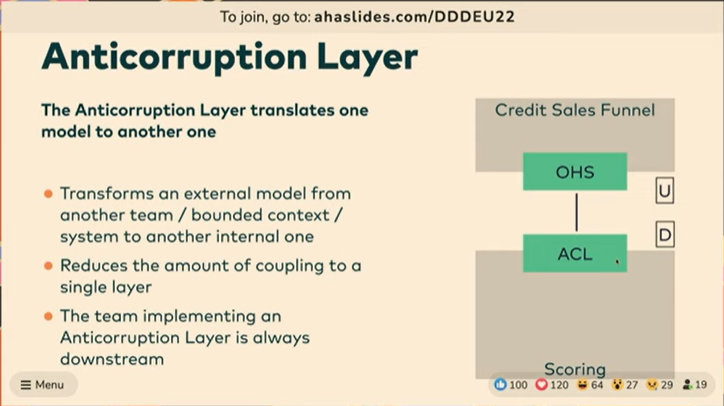 To join, go to: ahaslides.com/DDDEU22
Anticorruption Layer
The Anticorruption Layer translates one
model to another one
Transforms an external model from
another team / bounded context /
system to another internal one
Reduces the amount of coupling to a
single layer
The team implementing an
Anticorruption Layer is always
downstream
Credit Sales Funnel
OHS
U
D
ACL
Scoring
Menu
100 120 64 27 29 19